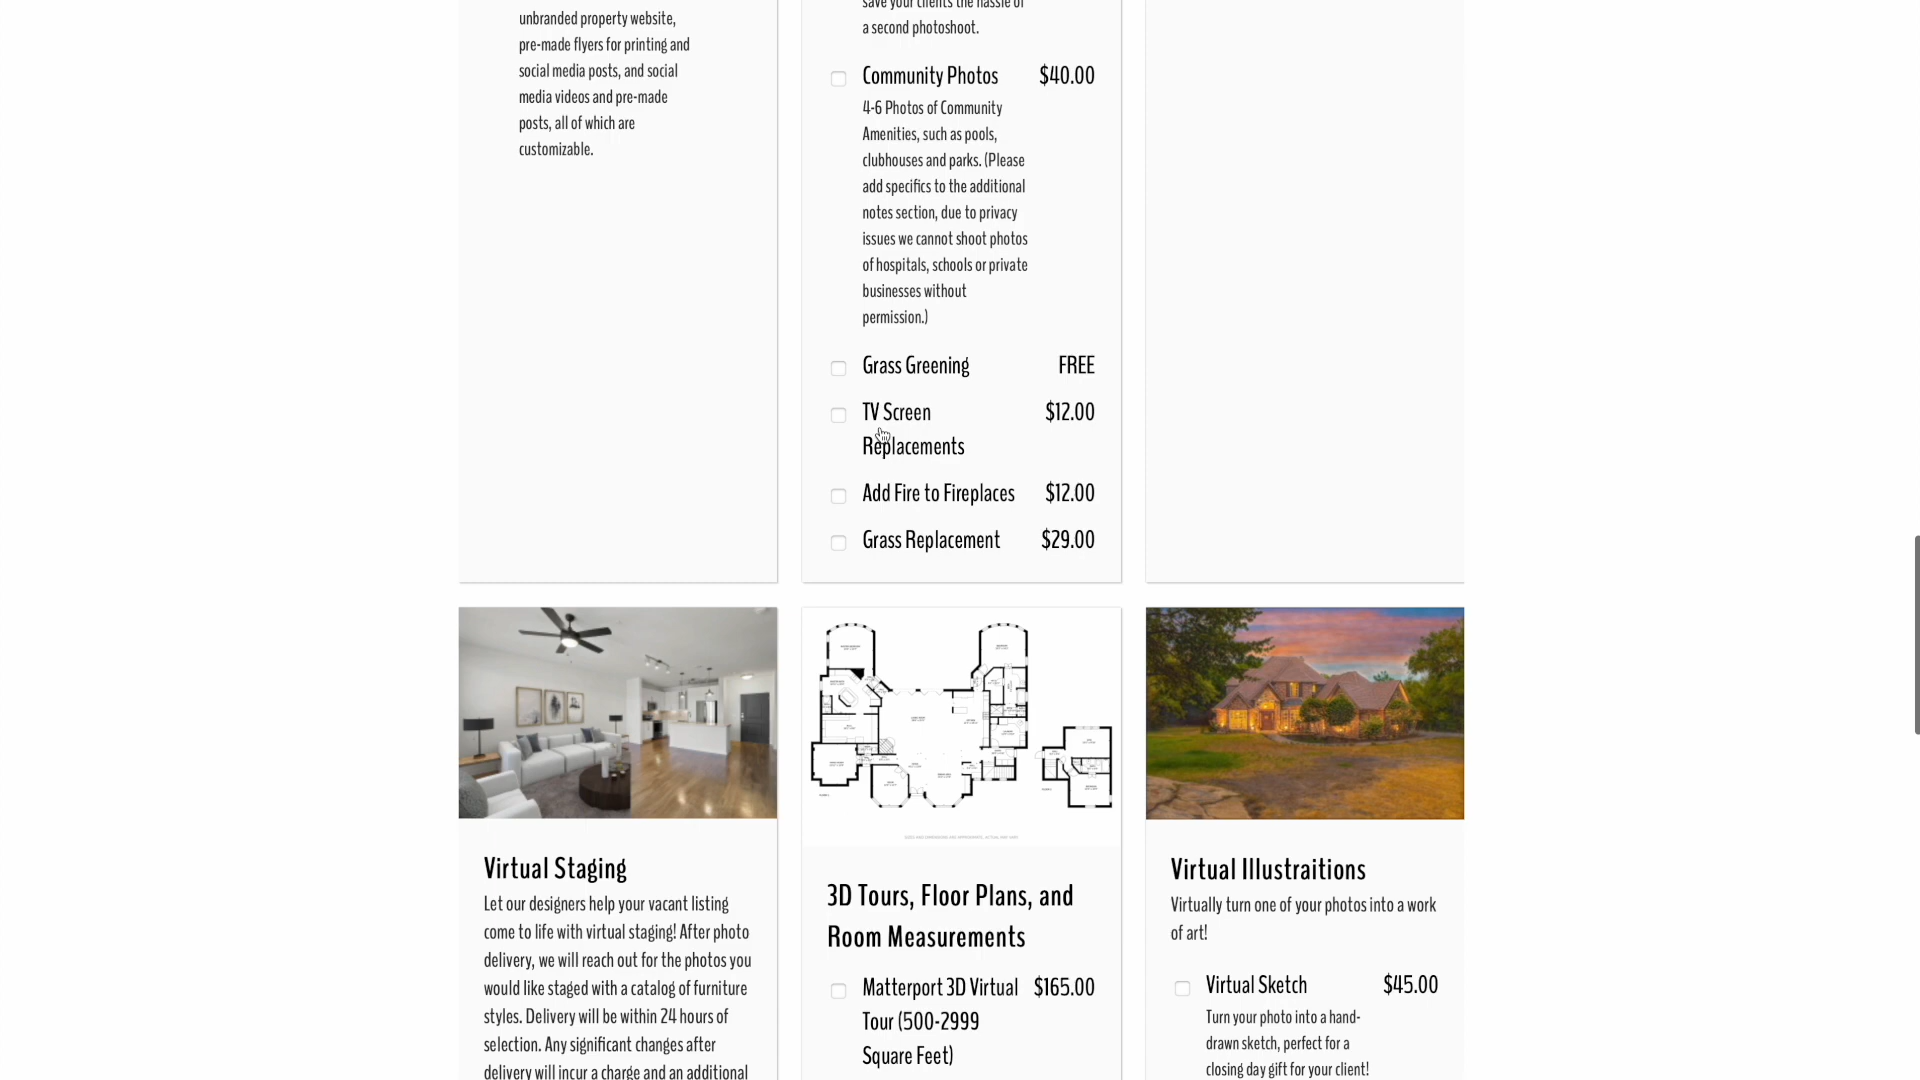 unbranded property website,
pre-made flyers for printing and
social media posts, and social
media videos and pre-made
posts, all of which are
customizable.
save your clients the hassle of
a second photoshoot.
Community Photos $40.00
4-6 Photos of Community
Amenities, such as pools,
clubhouses and parks. (Please
add specifics to the additional
notes section, due to privacy
issues we cannot shoot photos
of hospitals, schools or private
businesses without
permission.)
Grass Greening FREE
TV Screen $12.00
Replacements
Add Fire to Fireplaces $12.00
Grass Replacement $29.00
Virtual Staging
Let our designers help your vacant listing
come to life with virtual staging! After photo
delivery, we will reach out for the photos you
would like staged with a catalog of furniture
styles. Delivery will be within 24 hours of
selection. Any significant changes after
delivery will incur a charge and an additional
3D Tours, Floor Plans, and
Room Measurements
Matterport 3D Virtual $165.00
Tour (500-2999
Square Feet)
Virtual Illustraitions
Virtually turn one of your photos into a work
of art!
Virtual Sketch $45.00
Turn your photo into a hand-
drawn sketch, perfect for a
closing day gift for your client!